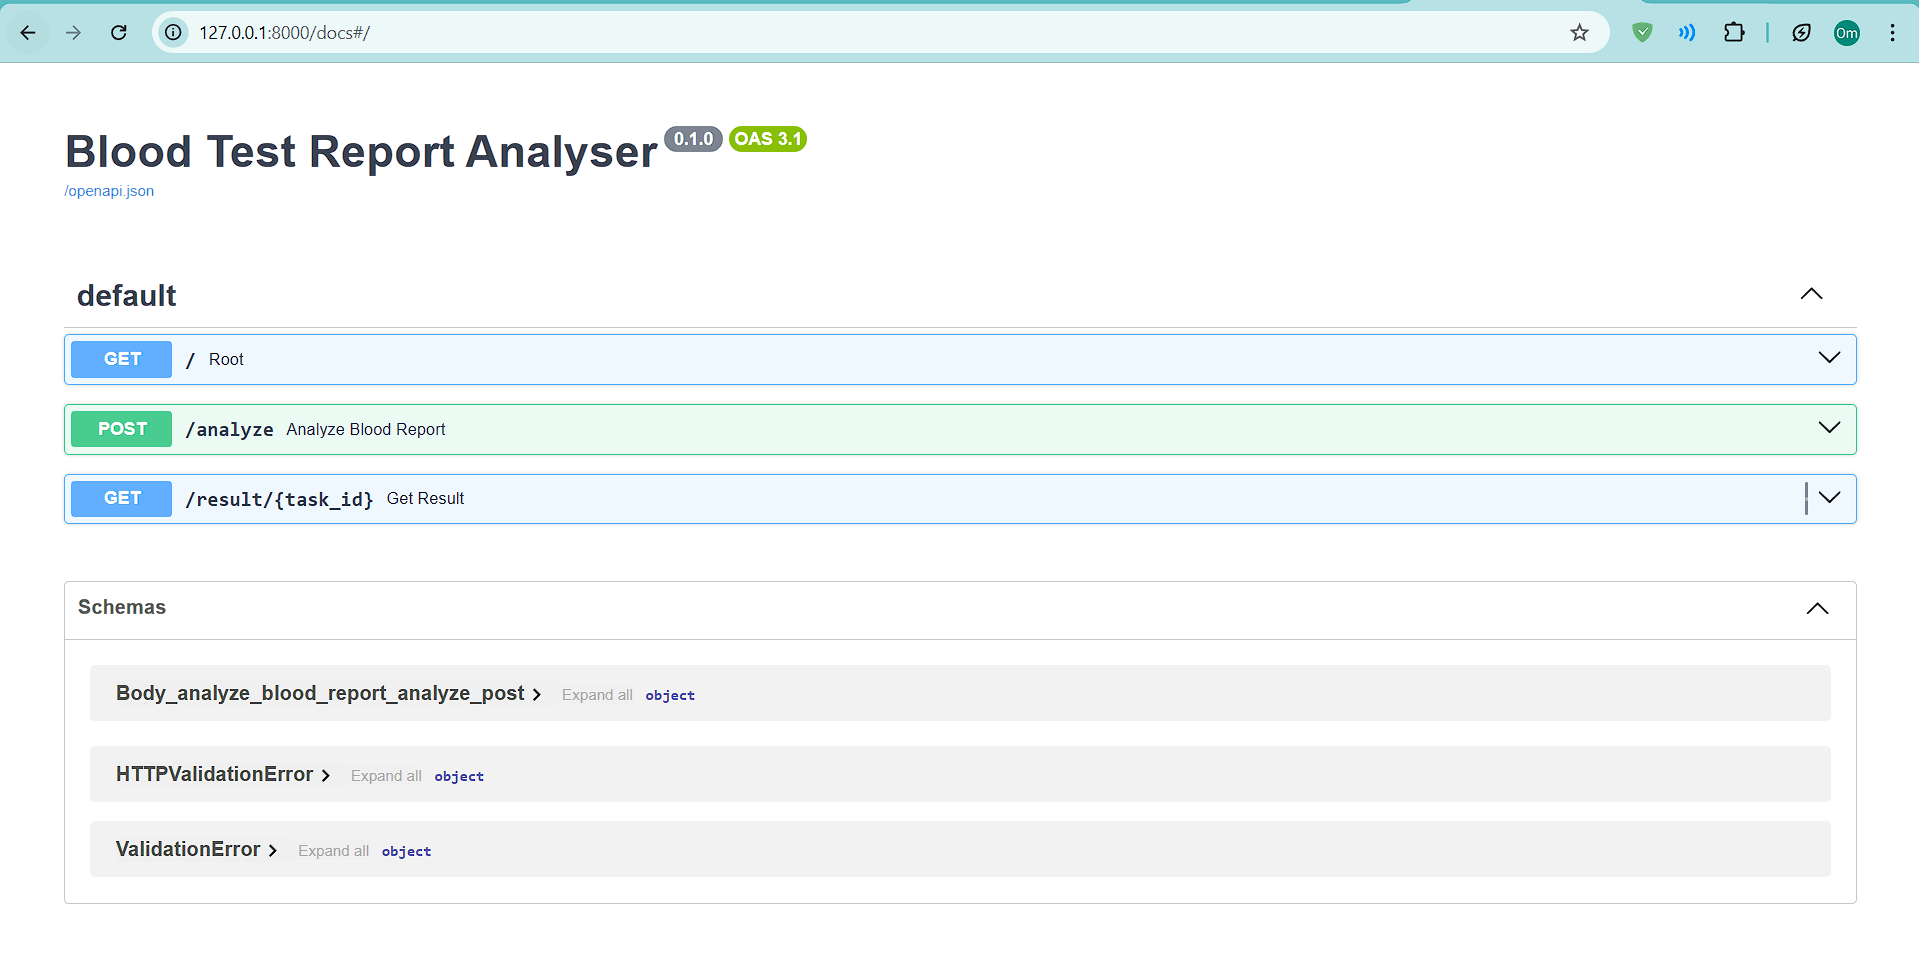 127.0.0.1:8000/docs#/
Om
Blood Test Report Analyser 0.1.0 OAS 3.1
/openapi.json
default
GET / Root
POST /analyze Analyze Blood Report
GET /result/{task_id} Get Result
Schemas
Body_analyze_blood_report_analyze_post Expand all object
HTTPValidationError Expand all object
ValidationError Expand all object